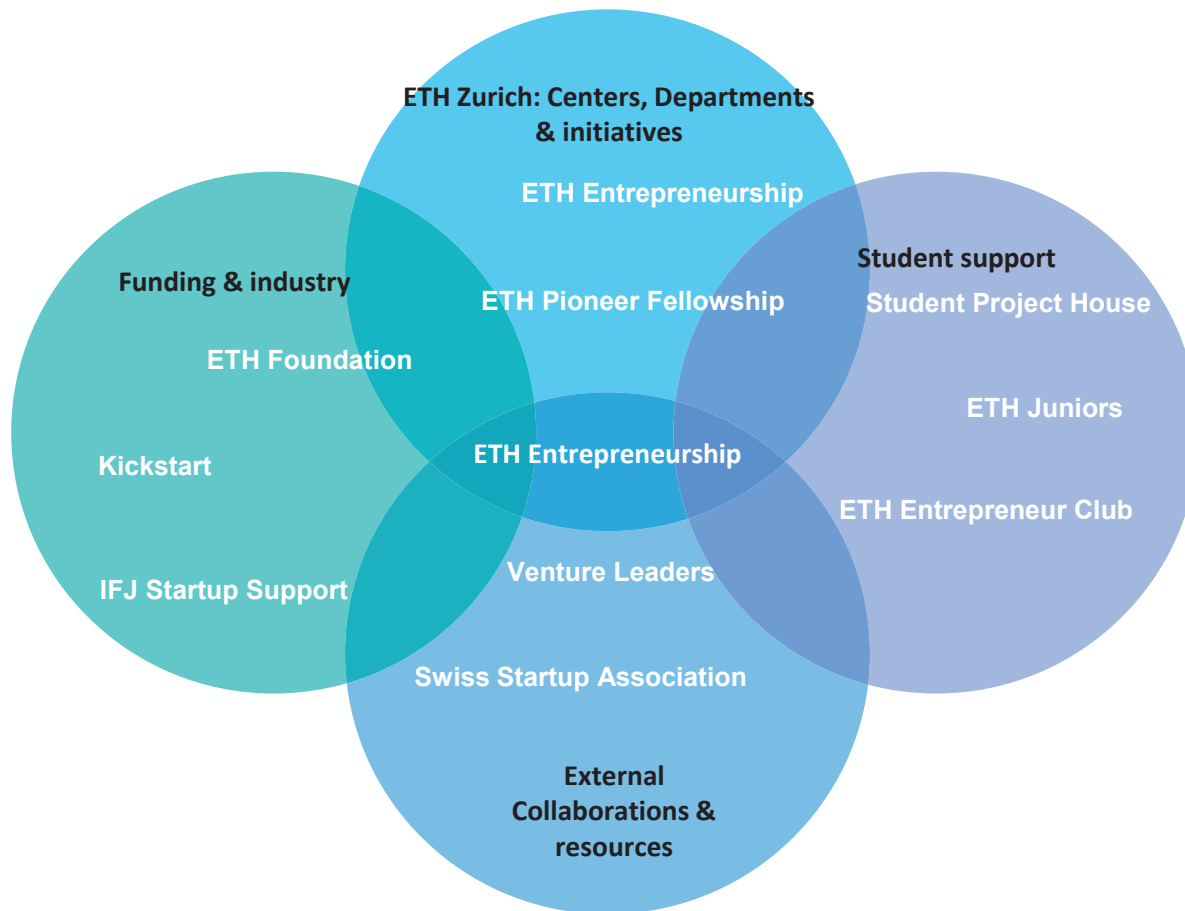 ETH Zurich: Centers, Departments
& initiatives
ETH Entrepreneurship
ETH Pioneer Fellowship
Funding & industry
ETH Foundation
Kickstart
IFJ Startup Support
Student support
Student Project House
ETH Juniors
ETH Entrepreneur Club
ETH Entrepreneurship
Venture Leaders
Swiss Startup Association
External
Collaborations &
resources